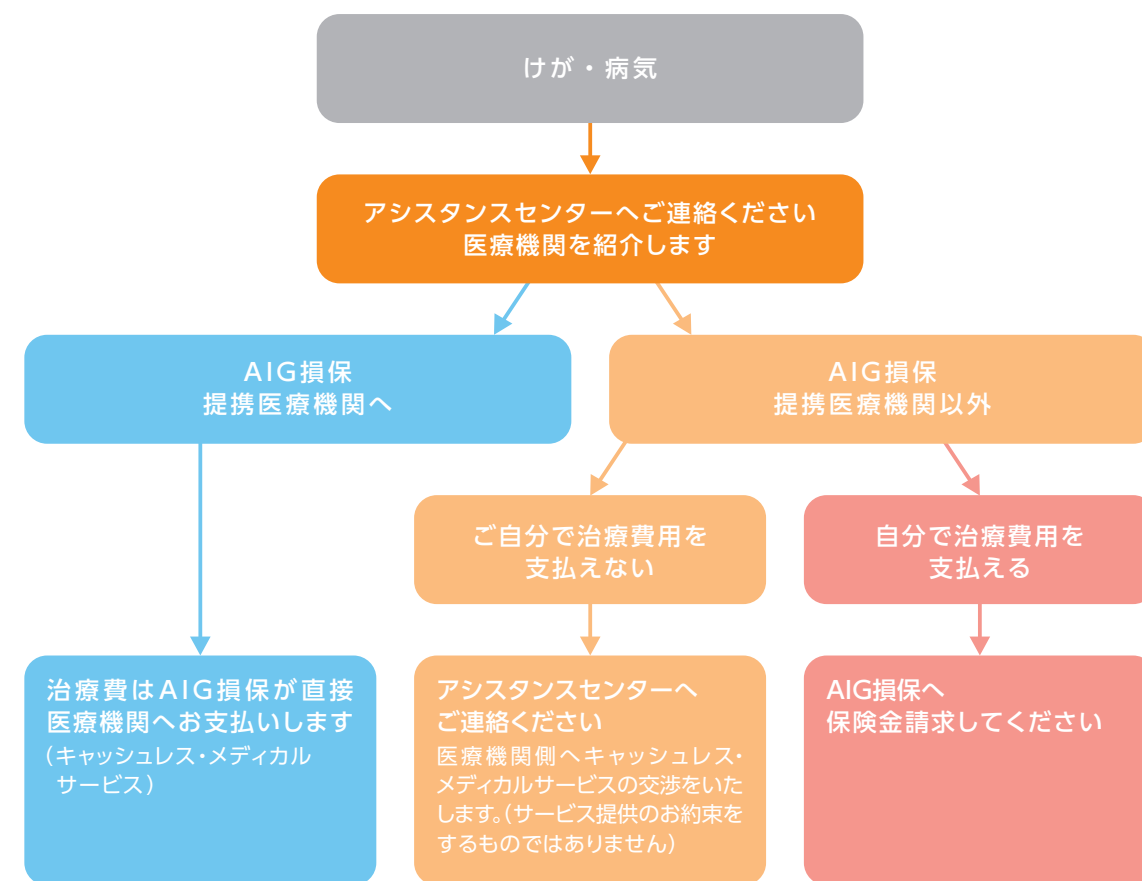 けが・病気
アシスタンスセンターへご連絡ください
医療機関を紹介します
AIG損保
提携医療機関へ
AIG損保
提携医療機関以外
ご自分で治療費用を
支払えない
自分で治療費用を
支払える
治療費はAIG損保が直接
医療機関へお支払いします
(キャッシュレス・メディカル
サービス)
アシスタンスセンターへ
ご連絡ください
医療機関側へキャッシュレス・
メディカルサービスの交渉をいた
します。(サービス提供のお約束を
するものではありません)
AIG損保へ
保険金請求してください